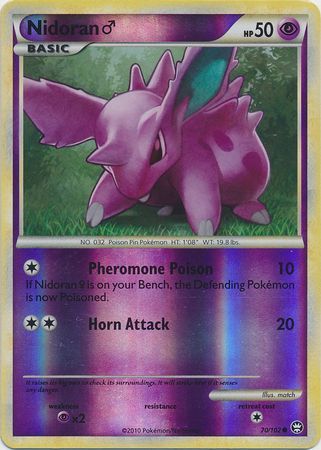 Nidoran♂ HP 50
BASIC
NO. 032 Poison Pin Pokémon HT: 1'08" WT: 19.8 lbs.
Pheromone Poison 10
If Nidoran♀ is on your Bench, the Defending Pokémon
is now Poisoned.
Horn Attack 20
It raises its big ears to check its surroundings. It will strike first if it senses
any danger.
Illus. match
weakness resistance retreat cost
×2
©2010 Pokémon/Nintendo 70/102